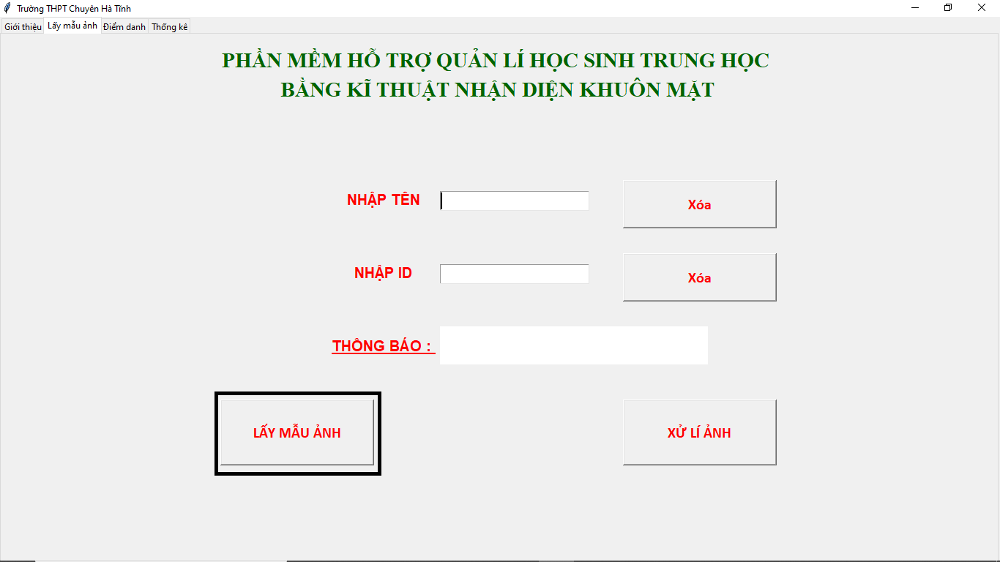 Trường THPT Chuyên Hà Tĩnh
Giới thiệu Lấy mẫu ảnh Điểm danh Thống kê
PHẦN MỀM HỖ TRỢ QUẢN LÍ HỌC SINH TRUNG HỌC
BẰNG KĨ THUẬT NHẬN DIỆN KHUÔN MẶT
NHẬP TÊN Xóa
NHẬP ID Xóa
THÔNG BÁO :
LẤY MẪU ẢNH XỬ LÍ ẢNH